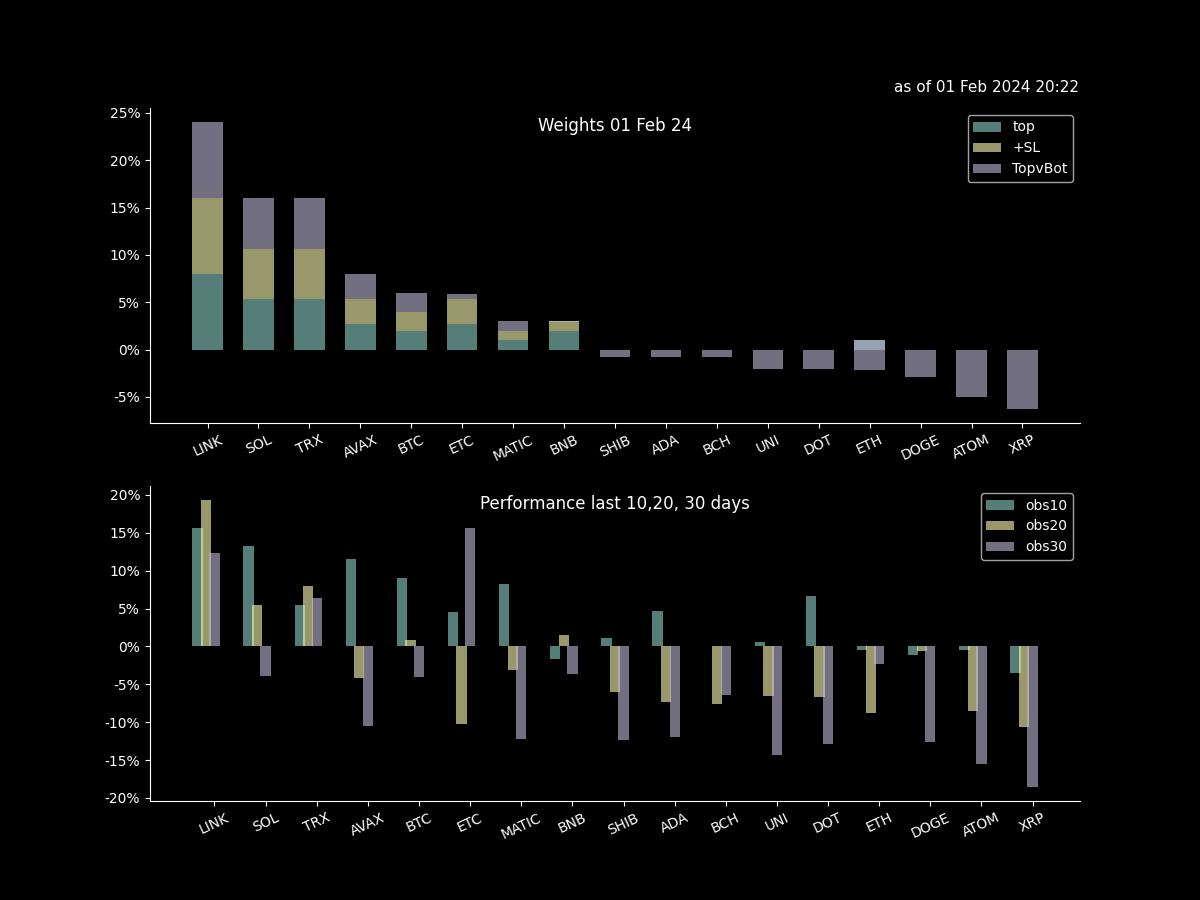 as of 01 Feb 2024 20:22
Weights 01 Feb 24
top
+SL
TopvBot
25%
20%
15%
10%
5%
0%
-5%
LINK SOL TRX AVAX BTC ETC MATIC BNB SHIB ADA BCH UNI DOT ETH DOGE ATOM XRP
Performance last 10,20, 30 days
obs10
obs20
obs30
20%
15%
10%
5%
0%
-5%
-10%
-15%
-20%
LINK SOL TRX AVAX BTC ETC MATIC BNB SHIB ADA BCH UNI DOT ETH DOGE ATOM XRP